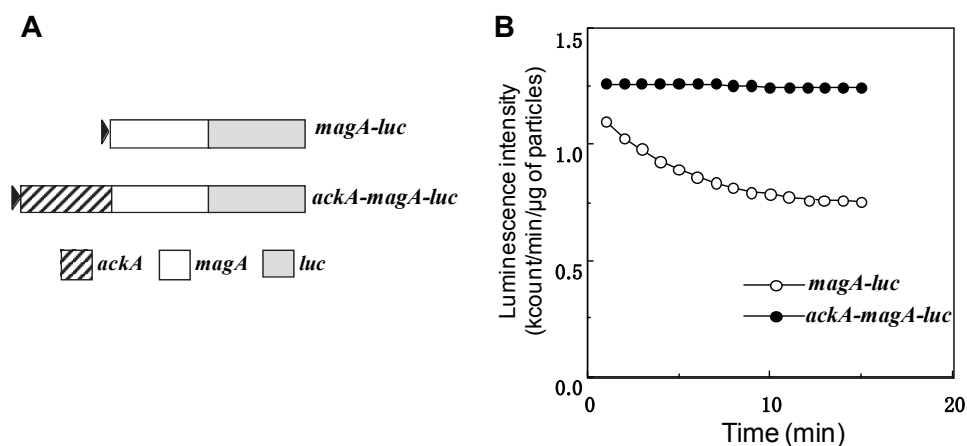 A
magA-luc
ackA-magA-luc
ackA magA luc
B
Luminescence intensity
(kcount/min/µg of particles)
1.5
1.0
0.5
0.0
0 10 20
Time (min)
magA-luc
ackA-magA-luc